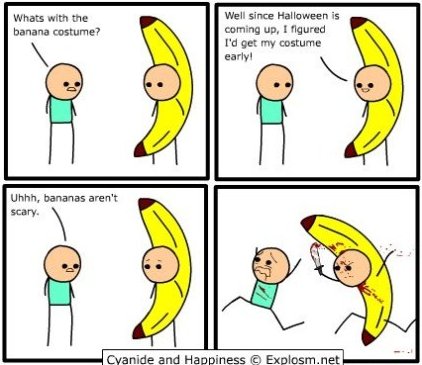 Whats with the
banana costume?
Well since Halloween is
coming up, I figured
I'd get my costume
early!
Uhhh, bananas aren't
scary.
Cyanide and Happiness © Explosm.net